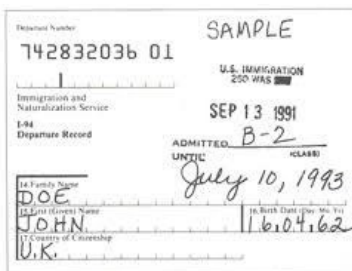 Departure Number
SAMPLE
742832036 01
U.S. IMMIGRATION
250 WAS
Immigration and
Naturalization Service
SEP 13 1991
I-94
Departure Record
ADMITTED B-2
UNTIL (CLASS)
July 10, 1993
14. Family Name
DOE
15. First (Given) Name
16. Birth Date (Day Mo. Yr)
JOHN
16.04.62
17. Country of Citizenship
U.K.